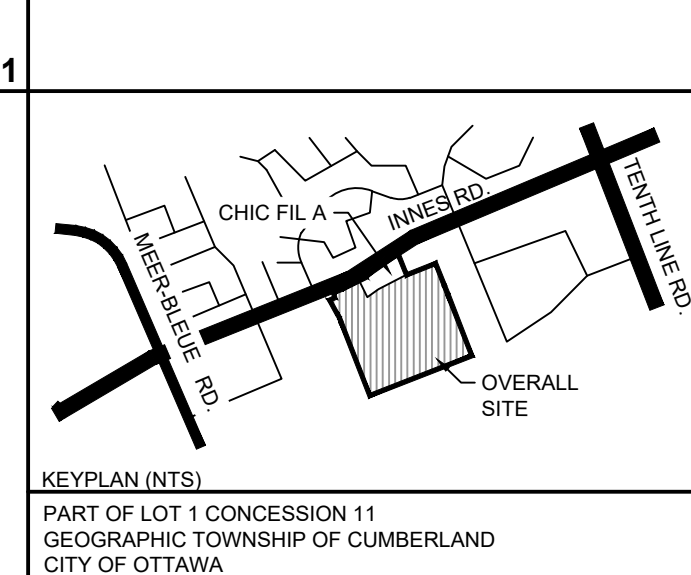 1
CHIC FIL A
INNES RD.
TENTH LINE RD.
MEER-BLEUE RD.
OVERALL
SITE
KEYPLAN (NTS)
PART OF LOT 1 CONCESSION 11
GEOGRAPHIC TOWNSHIP OF CUMBERLAND
CITY OF OTTAWA